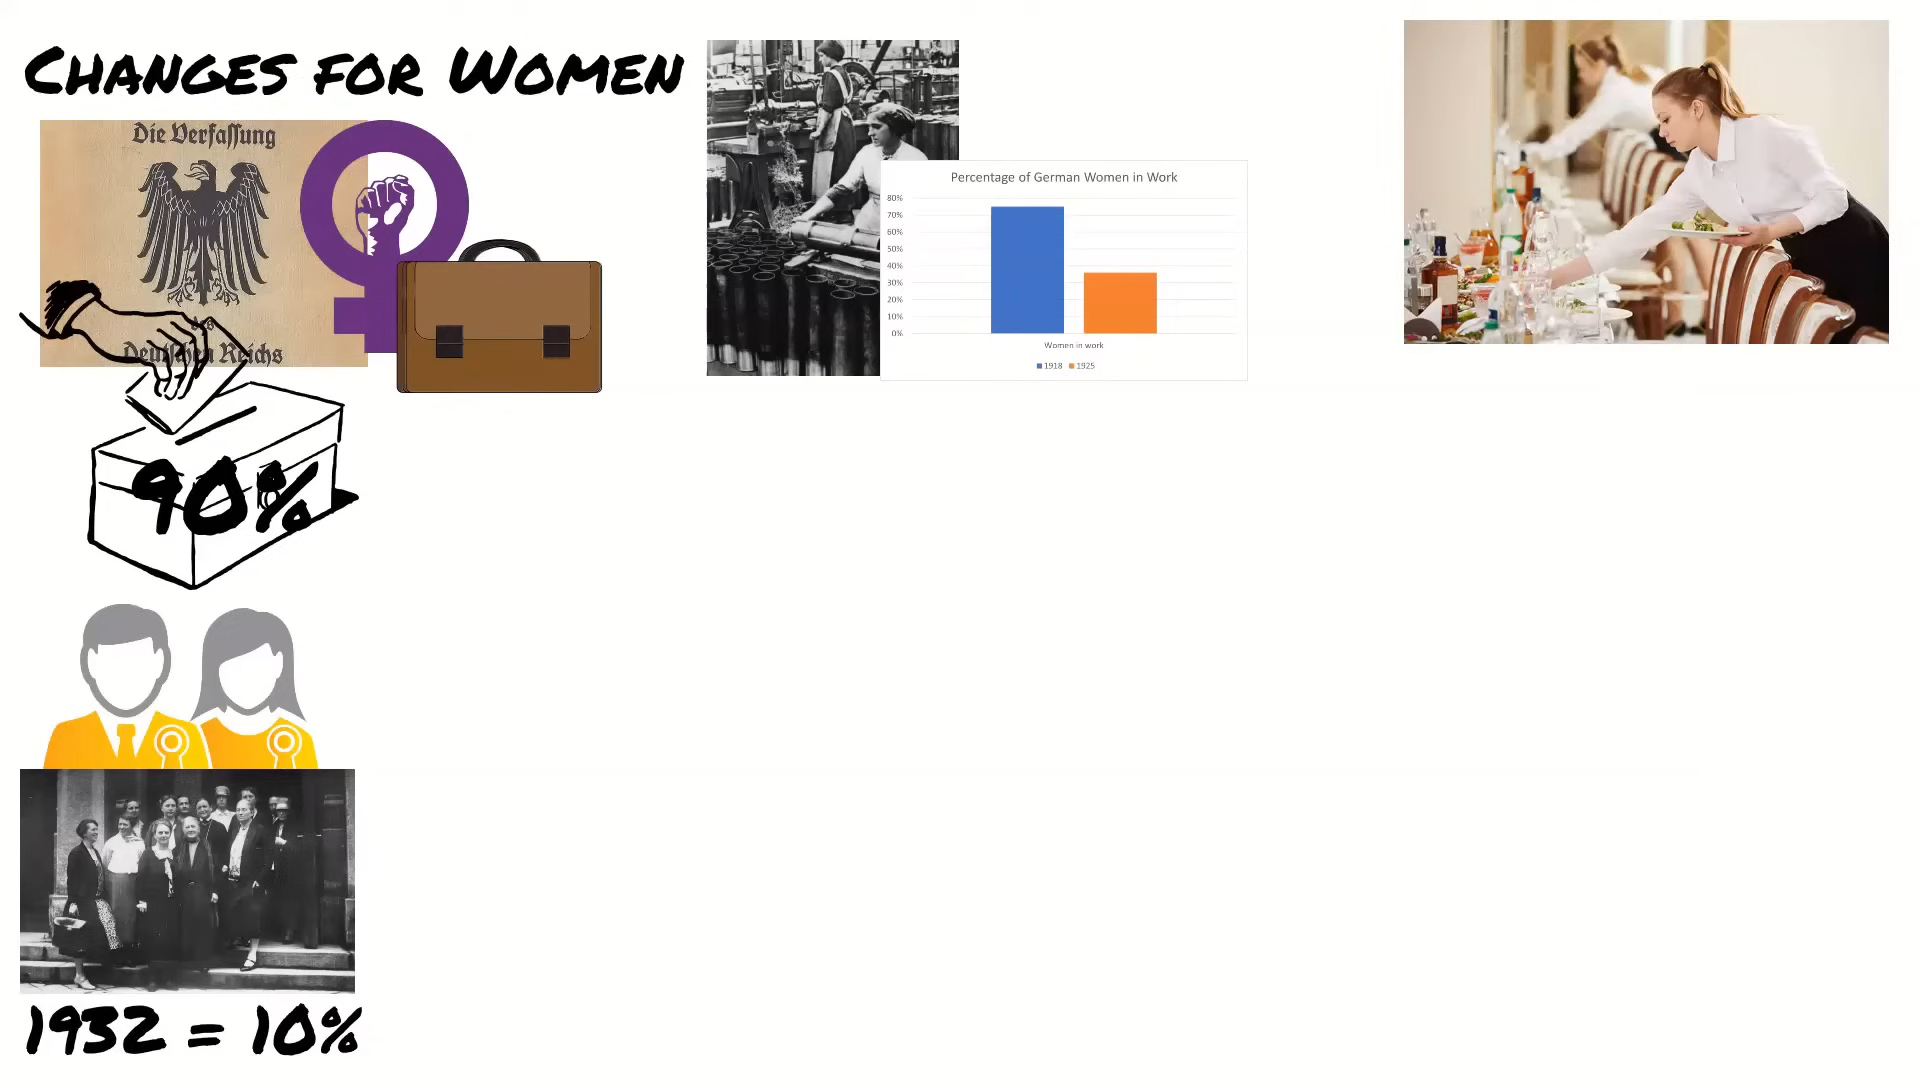 Changes for Women
Die Verfassung
des
Deutschen Reichs
90%
1932 = 10%
Percentage of German Women in Work
80%
70%
60%
50%
40%
30%
20%
10%
0%
Women in work
1918 1925